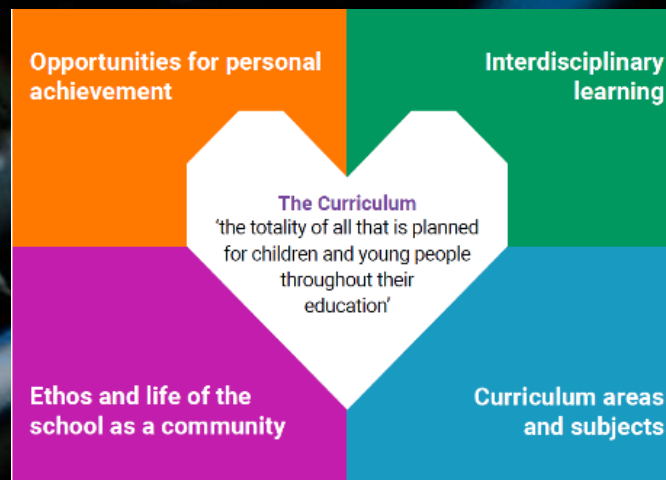 Opportunities for personal
achievement
Interdisciplinary
learning
The Curriculum
‘the totality of all that is planned
for children and young people
throughout their
education’
Ethos and life of the
school as a community
Curriculum areas
and subjects